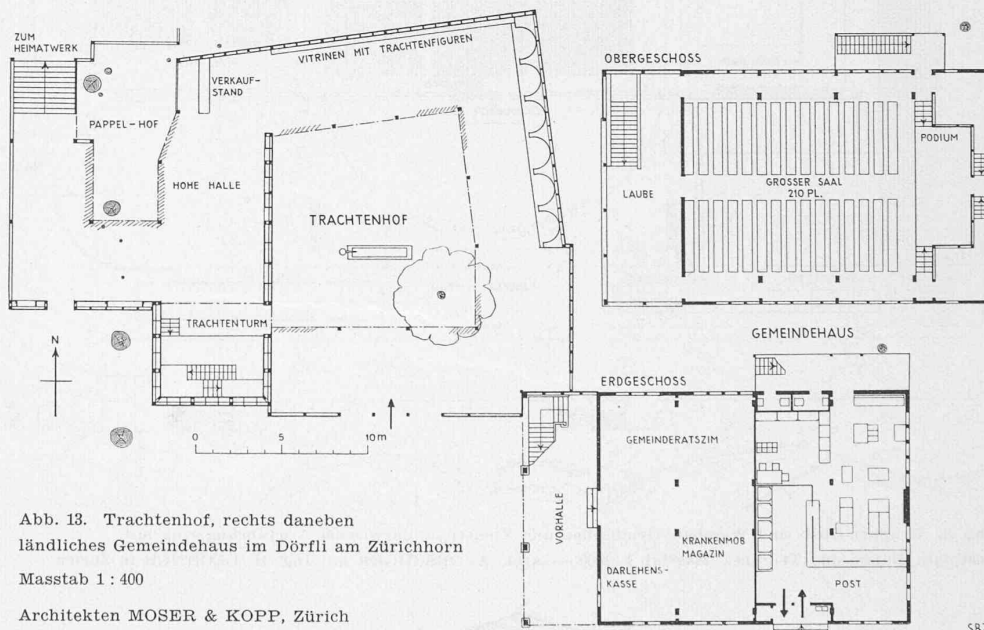 ZUM
HEIMATWERK
PAPPEL-HOF
VERKAUF-
STAND
VITRINEN MIT TRACHTENFIGUREN
HOHE HALLE
TRACHTENHOF
TRACHTENTURM
N
0 5 10 m
OBERGESCHOSS
LAUBE
GROSSER SAAL
210 PL.
PODIUM
GEMEINDEHAUS
ERDGESCHOSS
VORHALLE
GEMEINDERATSZIM.
KRANKENMOB.
MAGAZIN
DARLEHENS-
KASSE
POST
Abb. 13. Trachtenhof, rechts daneben
ländliches Gemeindehaus im Dörfli am Zürichhorn
Masstab 1 : 400
Architekten MOSER & KOPP, Zürich